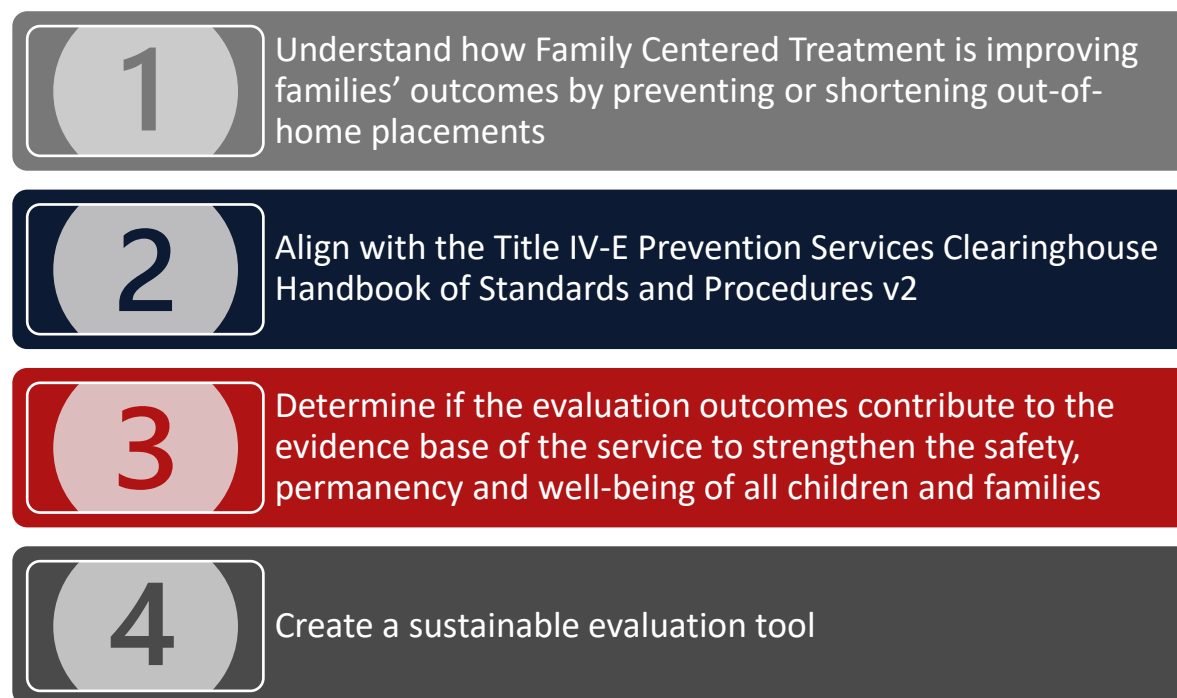 1
Understand how Family Centered Treatment is improving
families’ outcomes by preventing or shortening out-of-
home placements
2
Align with the Title IV-E Prevention Services Clearinghouse
Handbook of Standards and Procedures v2
3
Determine if the evaluation outcomes contribute to the
evidence base of the service to strengthen the safety,
permanency and well-being of all children and families
4
Create a sustainable evaluation tool